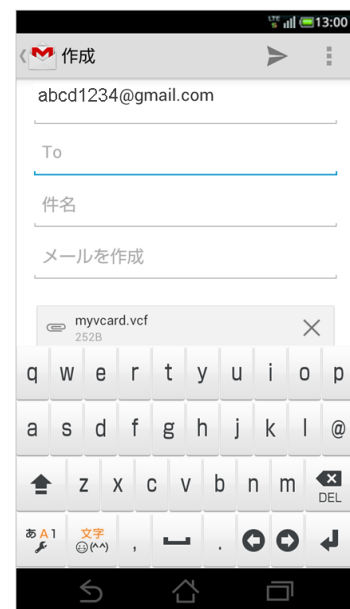 LTE 13:00
作成
abcd1234@gmail.com
To
件名
メールを作成
myvcard.vcf
252B
q w e r t y u i o p
a s d f g h j k l @
z x c v b n m DEL
あA1 文字 , .
(^^)